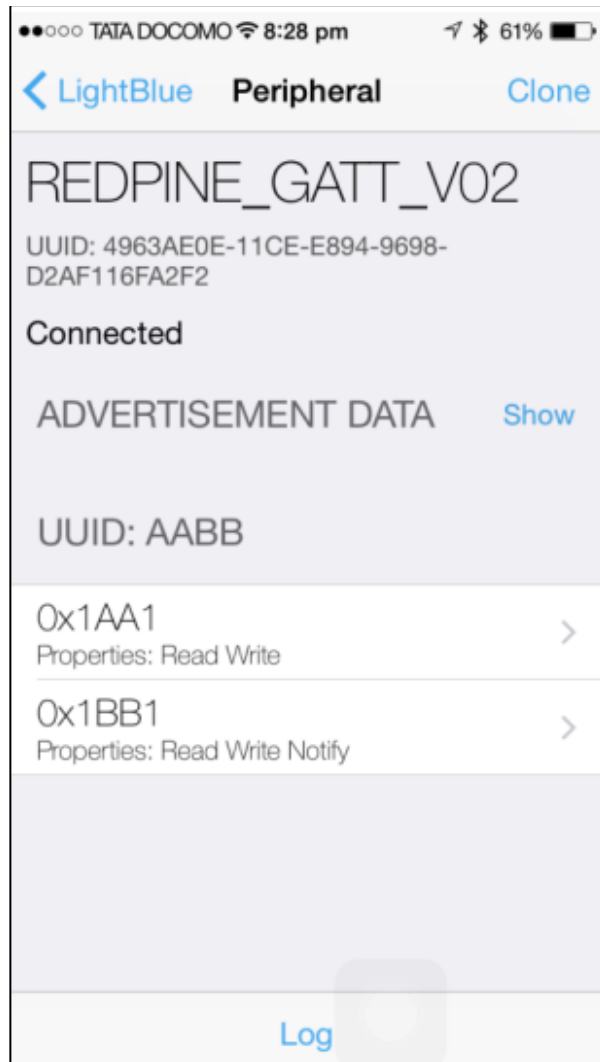 TATA DOCOMO 8:28 pm 61%
LightBlue Peripheral Clone
REDPINE_GATT_V02
UUID: 4963AE0E-11CE-E894-9698-
D2AF116FA2F2
Connected
ADVERTISEMENT DATA Show
UUID: AABB
0x1AA1
Properties: Read Write
0x1BB1
Properties: Read Write Notify
Log